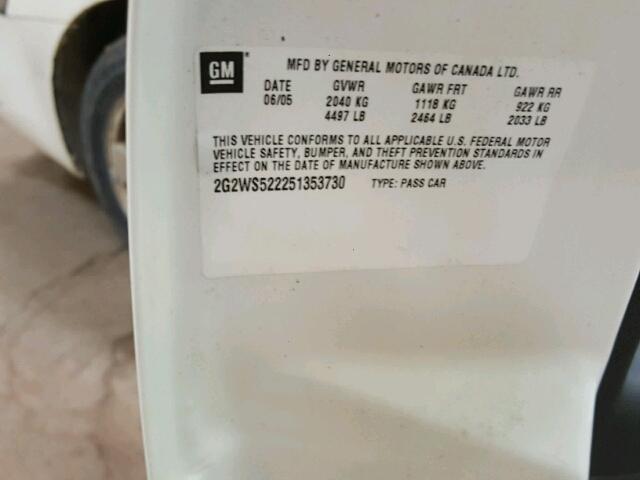 GM
MFD BY GENERAL MOTORS OF CANADA LTD.
DATE GVWR GAWR FRT GAWR RR
06/05 2040 KG 1118 KG 922 KG
4497 LB 2464 LB 2033 LB
THIS VEHICLE CONFORMS TO ALL APPLICABLE U.S. FEDERAL MOTOR
VEHICLE SAFETY, BUMPER, AND THEFT PREVENTION STANDARDS IN
EFFECT ON THE DATE OF MANUFACTURE SHOWN ABOVE.
2G2WS522251353730 TYPE: PASS CAR